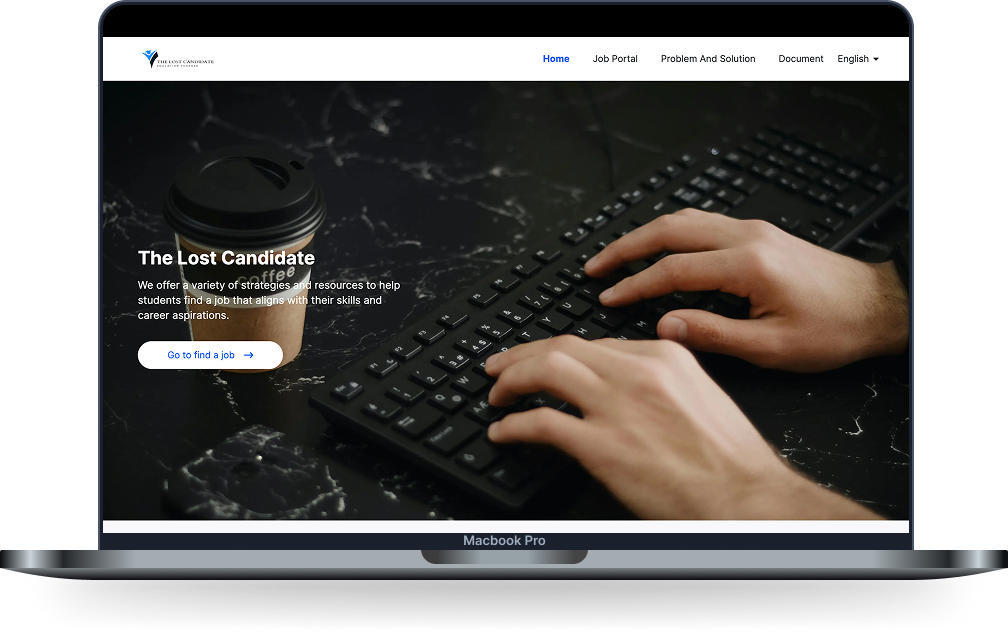 THE LOST CANDIDATE
Home
Job Portal
Problem And Solution
Document
English
The Lost Candidate
coffee
We offer a variety of strategies and resources to help
students find a job that aligns with their skills and
career aspirations.
Go to find a job →
Macbook Pro